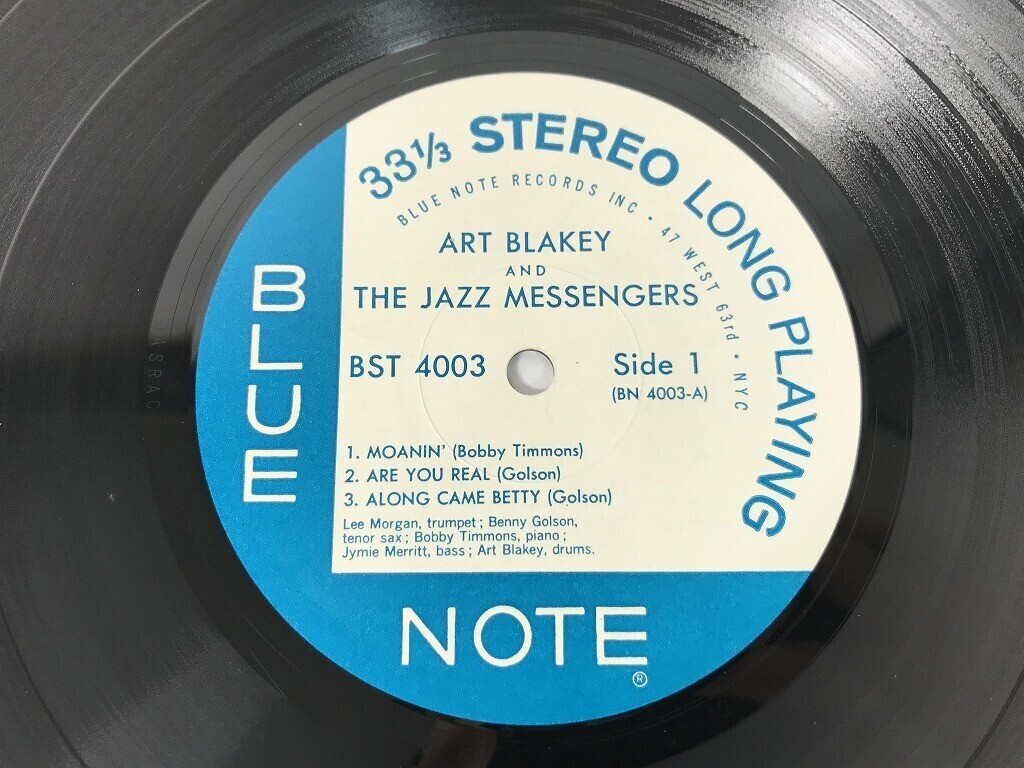 33⅓ STEREO LONG PLAYING
BLUE NOTE RECORDS INC • 47 WEST 63rd • NYC
ART BLAKEY
AND
THE JAZZ MESSENGERS
BST 4003
Side 1
(BN 4003-A)
1. MOANIN' (Bobby Timmons)
2. ARE YOU REAL (Golson)
3. ALONG CAME BETTY (Golson)
Lee Morgan, trumpet; Benny Golson,
tenor sax; Bobby Timmons, piano;
Jymie Merritt, bass; Art Blakey, drums.
BLUE
NOTE
®
JASRAC